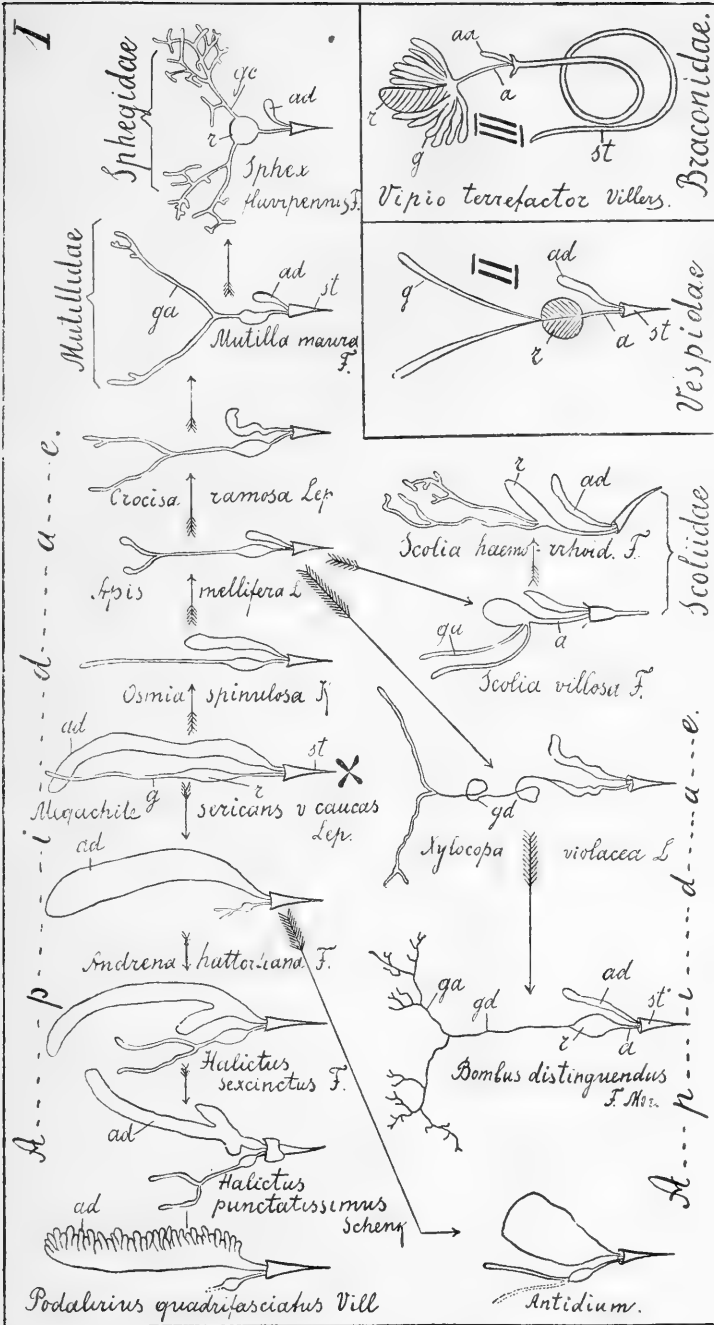 I
Sphegidae
gc
ad
r
Sphex
flavipennis F.
Mutillidae
ga
ad
st
Mutilla maura
F.
Crocisa ramosa Lep
Apis mellifera L
Osmia spinulosa K
ad
st
g
r
Megachile sericans v caucas
Lep.
ad
Andrena hattorfiana F.
Halictus
sexcinctus F.
ad
Halictus
punctatissimus
Schenk
ad
Podalirius quadrifasciatus Vill
A p i d a e.
III
ad
a
r
g
st
Vipio terrefactor Villers.
Braconidae.
II
g
ad
r
a
st
Vespidae
r
ad
Scolia haemorrhoid. F.
gu
a
Scolia villosa F.
Scoliidae
gd
Xylocopa violacea L
ga
gd
ad
st
r
a
Bombus distinguendus
F. Mor.
Antidium.
A p i d a e.